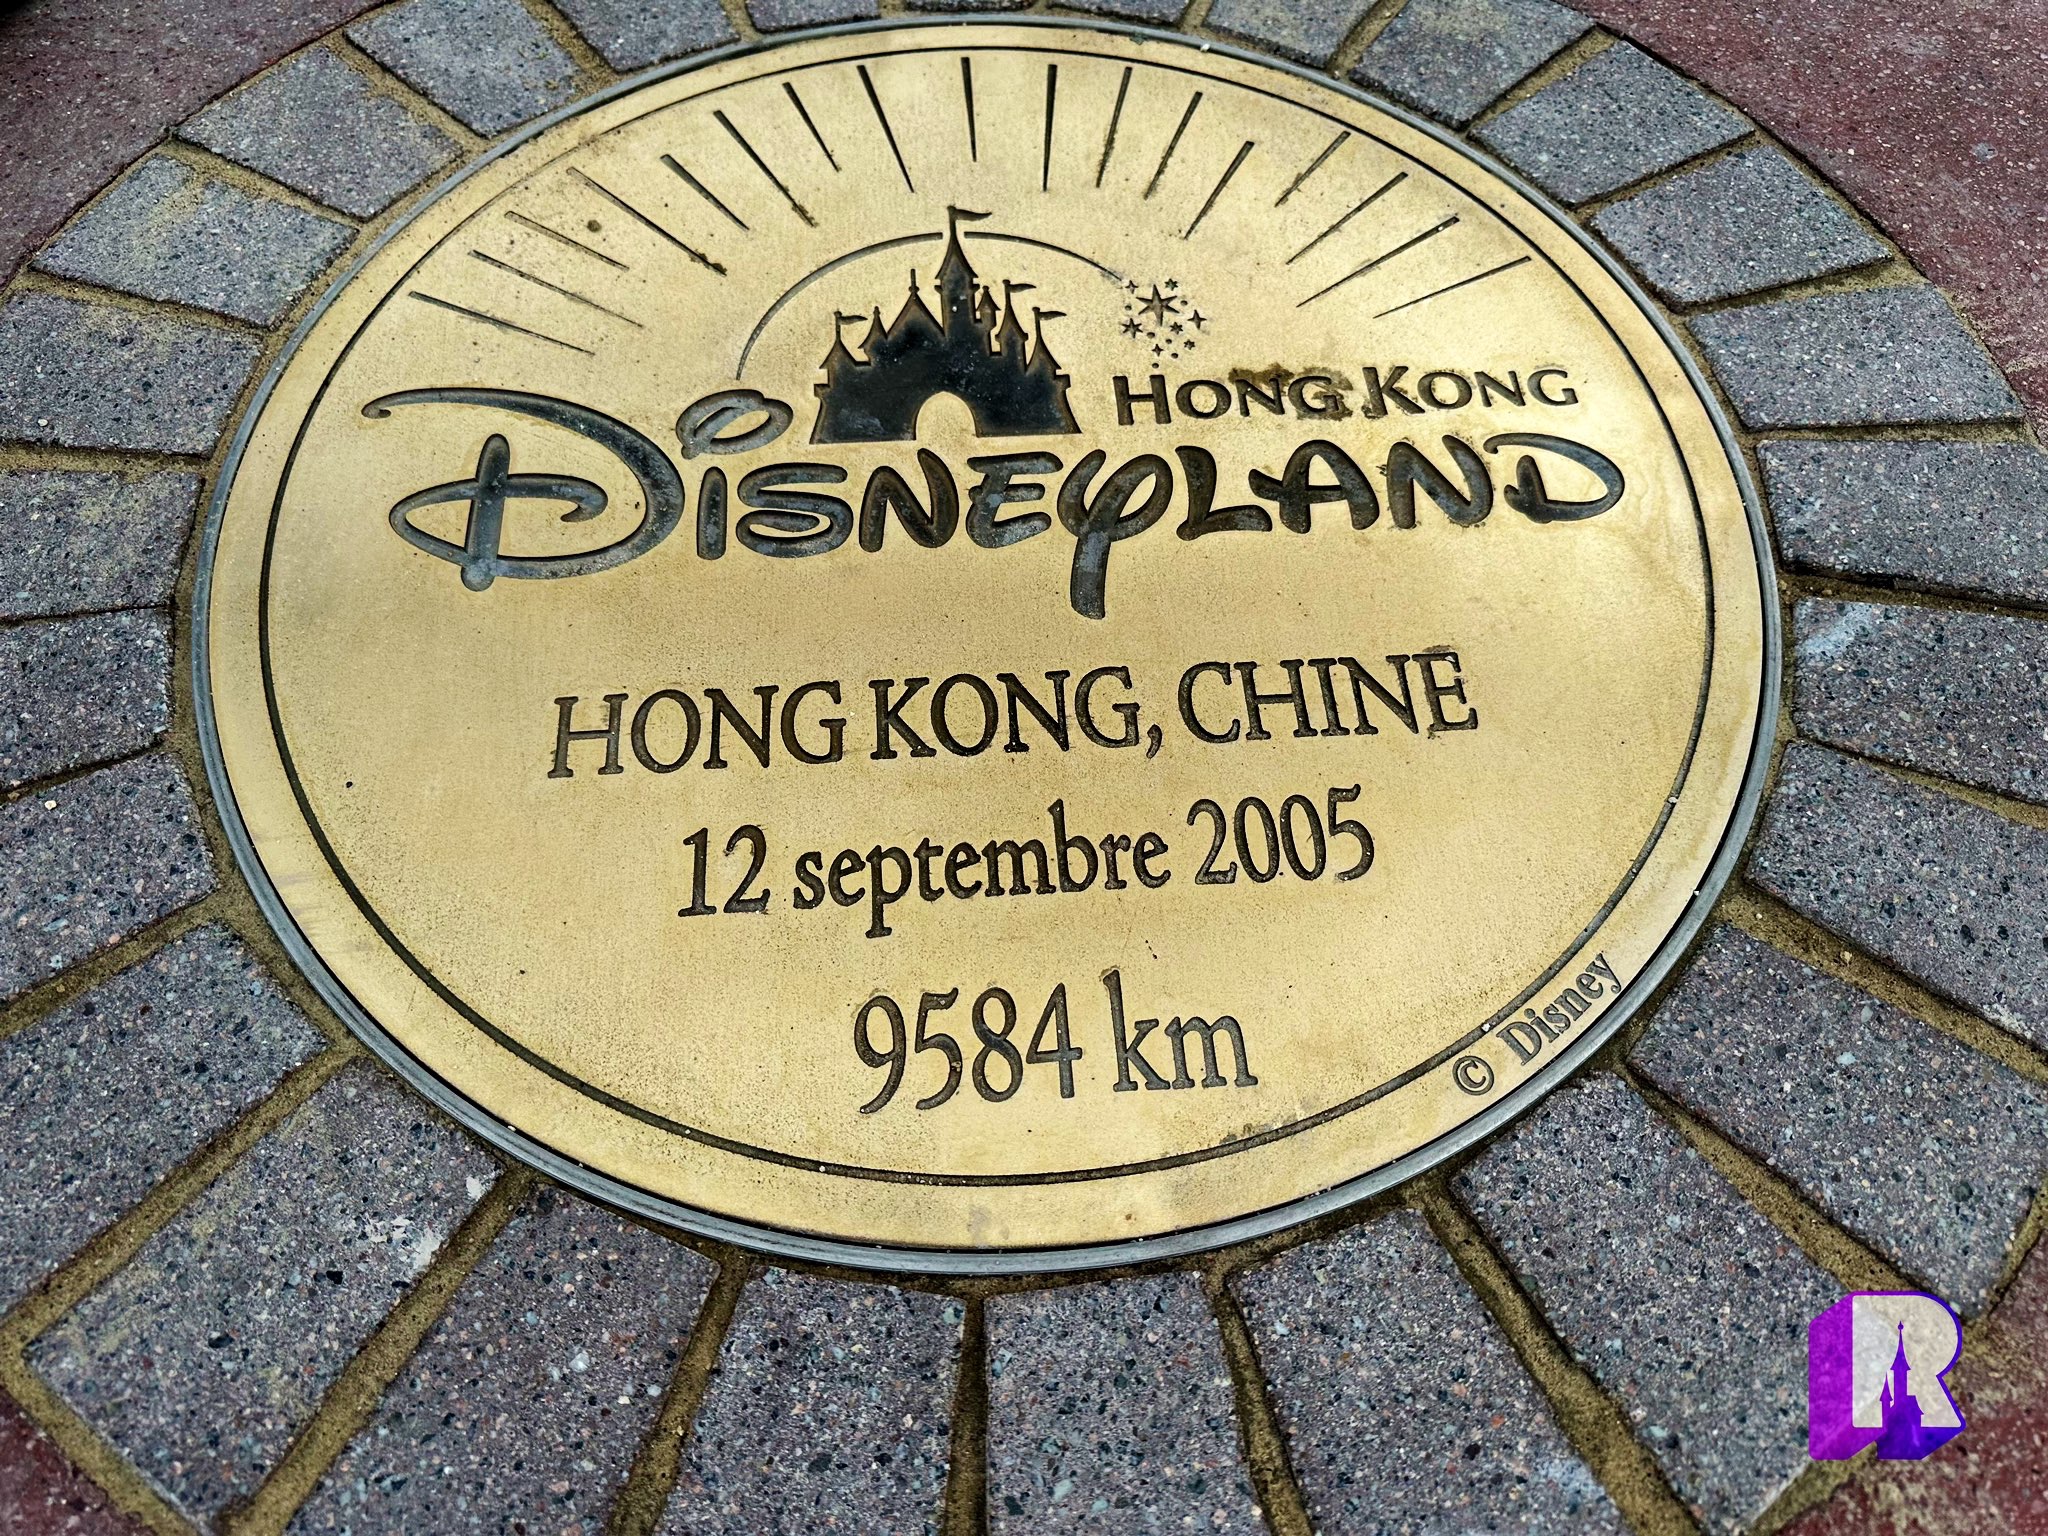 HONG KONG
DISNEYLAND
HONG KONG, CHINE
12 septembre 2005
9584 km
© Disney
R